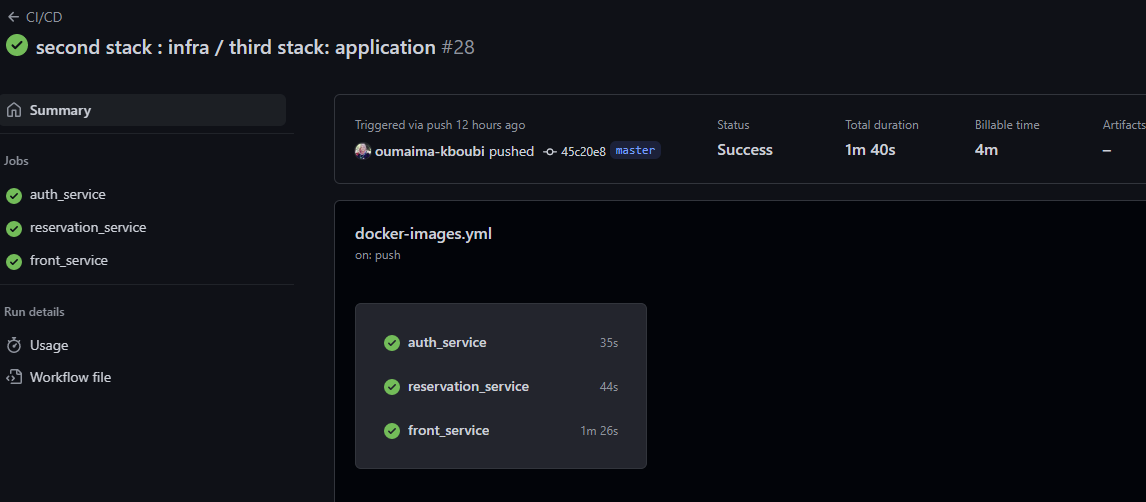 CI/CD
second stack : infra / third stack: application #28
Summary
Jobs
auth_service
reservation_service
front_service
Run details
Usage
Workflow file
Triggered via push 12 hours ago
oumaima-kboubi pushed 45c20e8 master
Status
Success
Total duration
1m 40s
Billable time
4m
Artifacts
–
docker-images.yml
on: push
auth_service 35s
reservation_service 44s
front_service 1m 26s